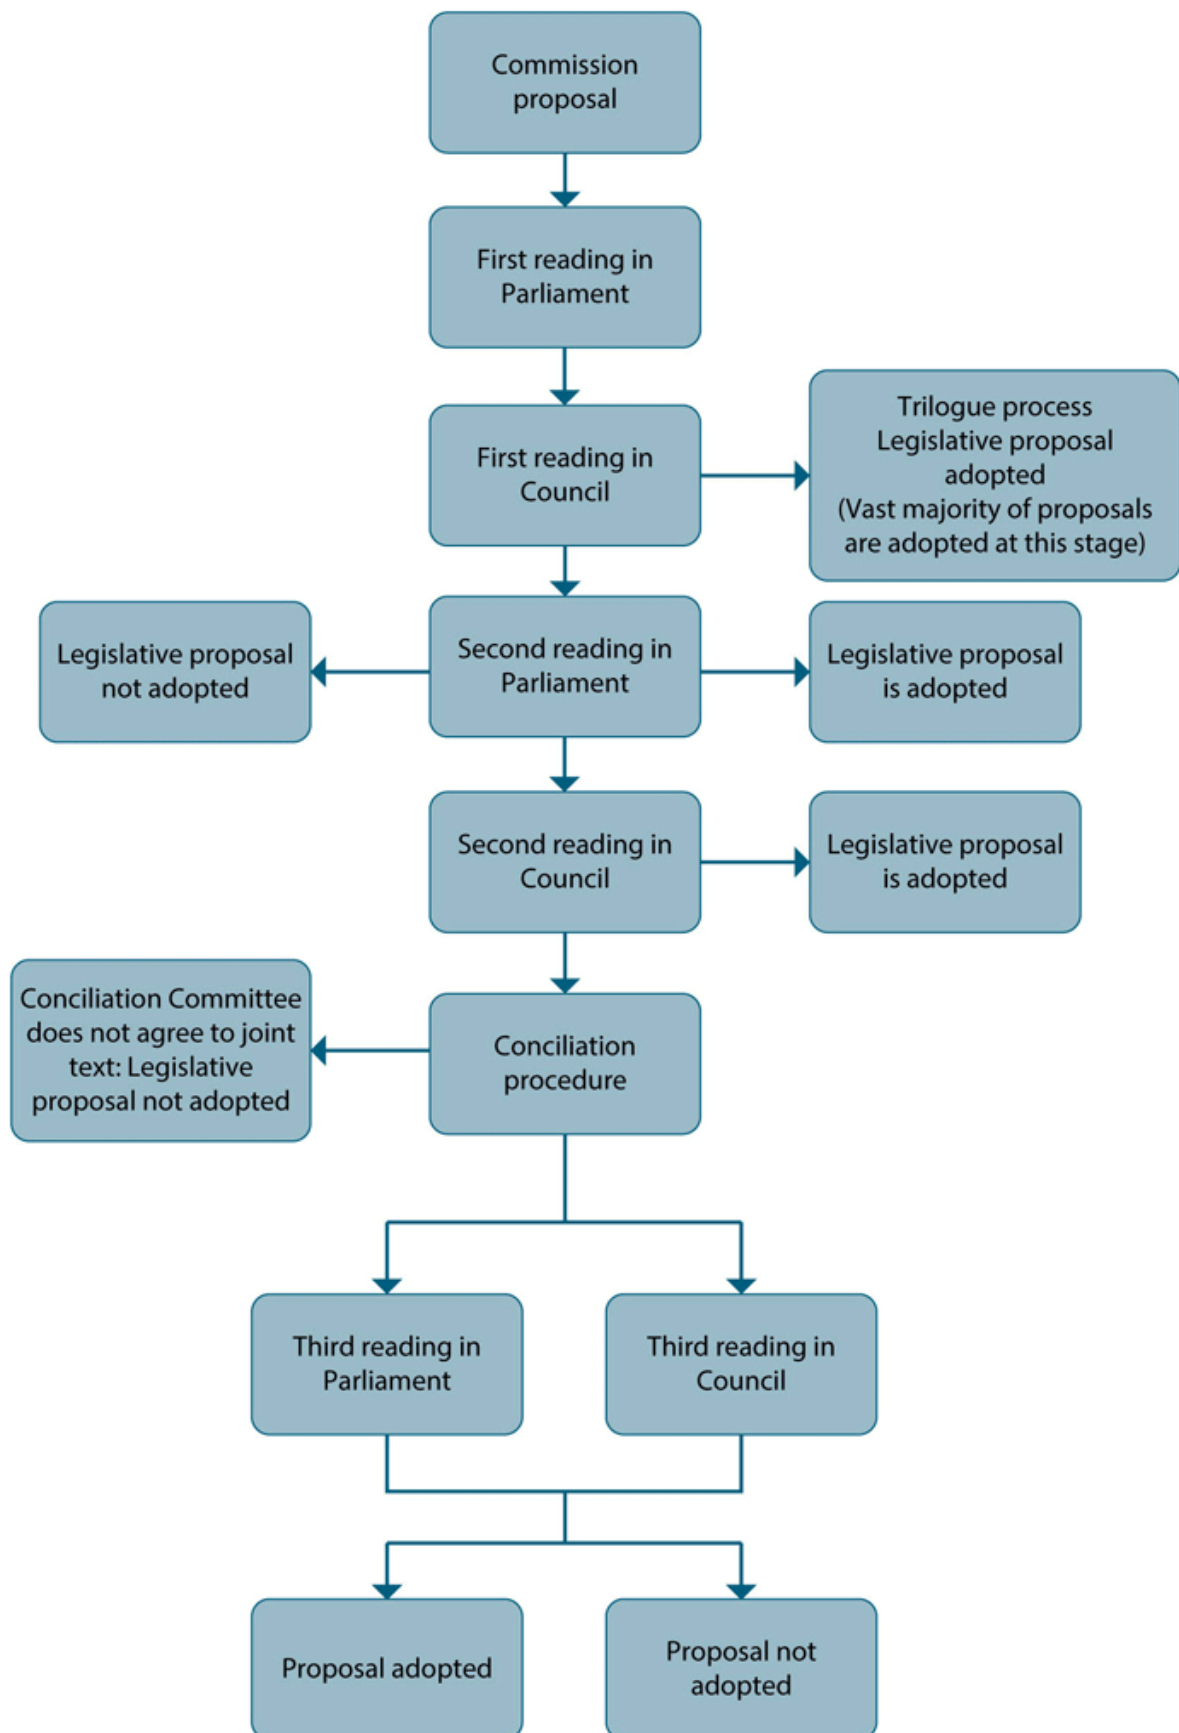 Commission
proposal
First reading in
Parliament
First reading in
Council
Trilogue process
Legislative proposal
adopted
(Vast majority of proposals
are adopted at this stage)
Legislative proposal
not adopted
Second reading in
Parliament
Legislative proposal
is adopted
Second reading in
Council
Legislative proposal
is adopted
Conciliation Committee
does not agree to joint
text: Legislative
proposal not adopted
Conciliation
procedure
Third reading in
Parliament
Third reading in
Council
Proposal adopted
Proposal not
adopted